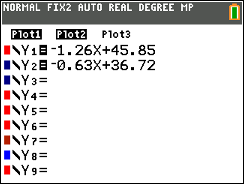 NORMAL FIX2 AUTO REAL DEGREE MP
Plot1 Plot2 Plot3
\Y1=-1.26X+45.85
\Y2=-0.63X+36.72
\Y3=
\Y4=
\Y5=
\Y6=
\Y7=
\Y8=
\Y9=